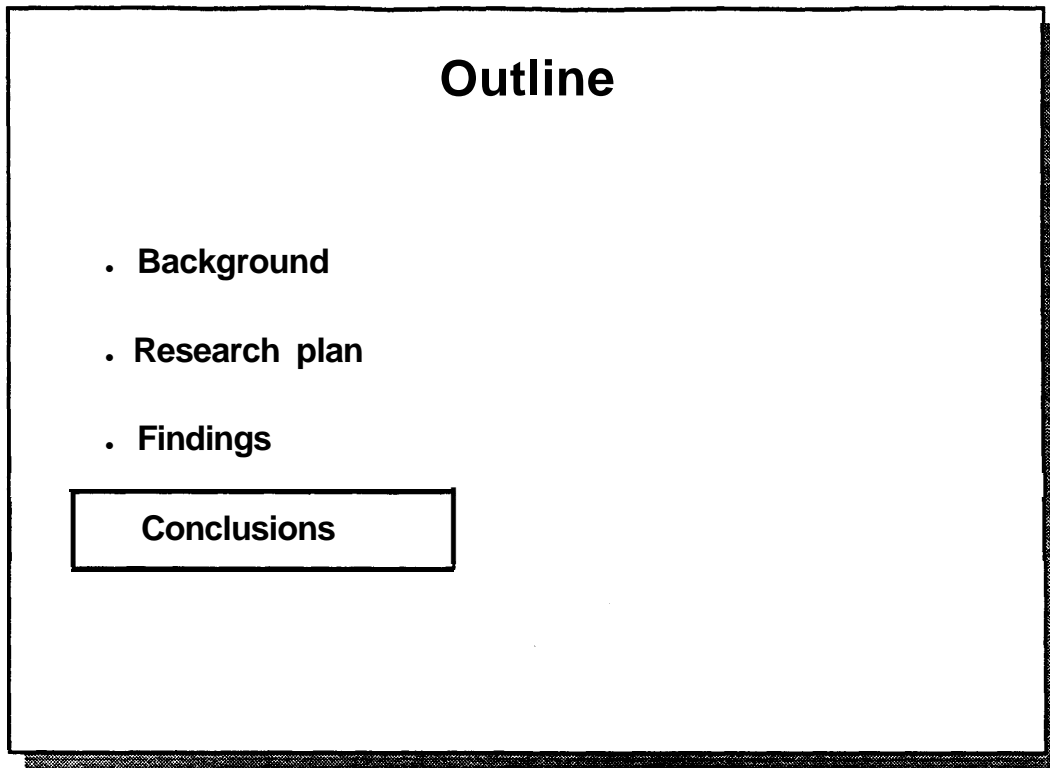 Outline
. Background
. Research plan
. Findings
Conclusions